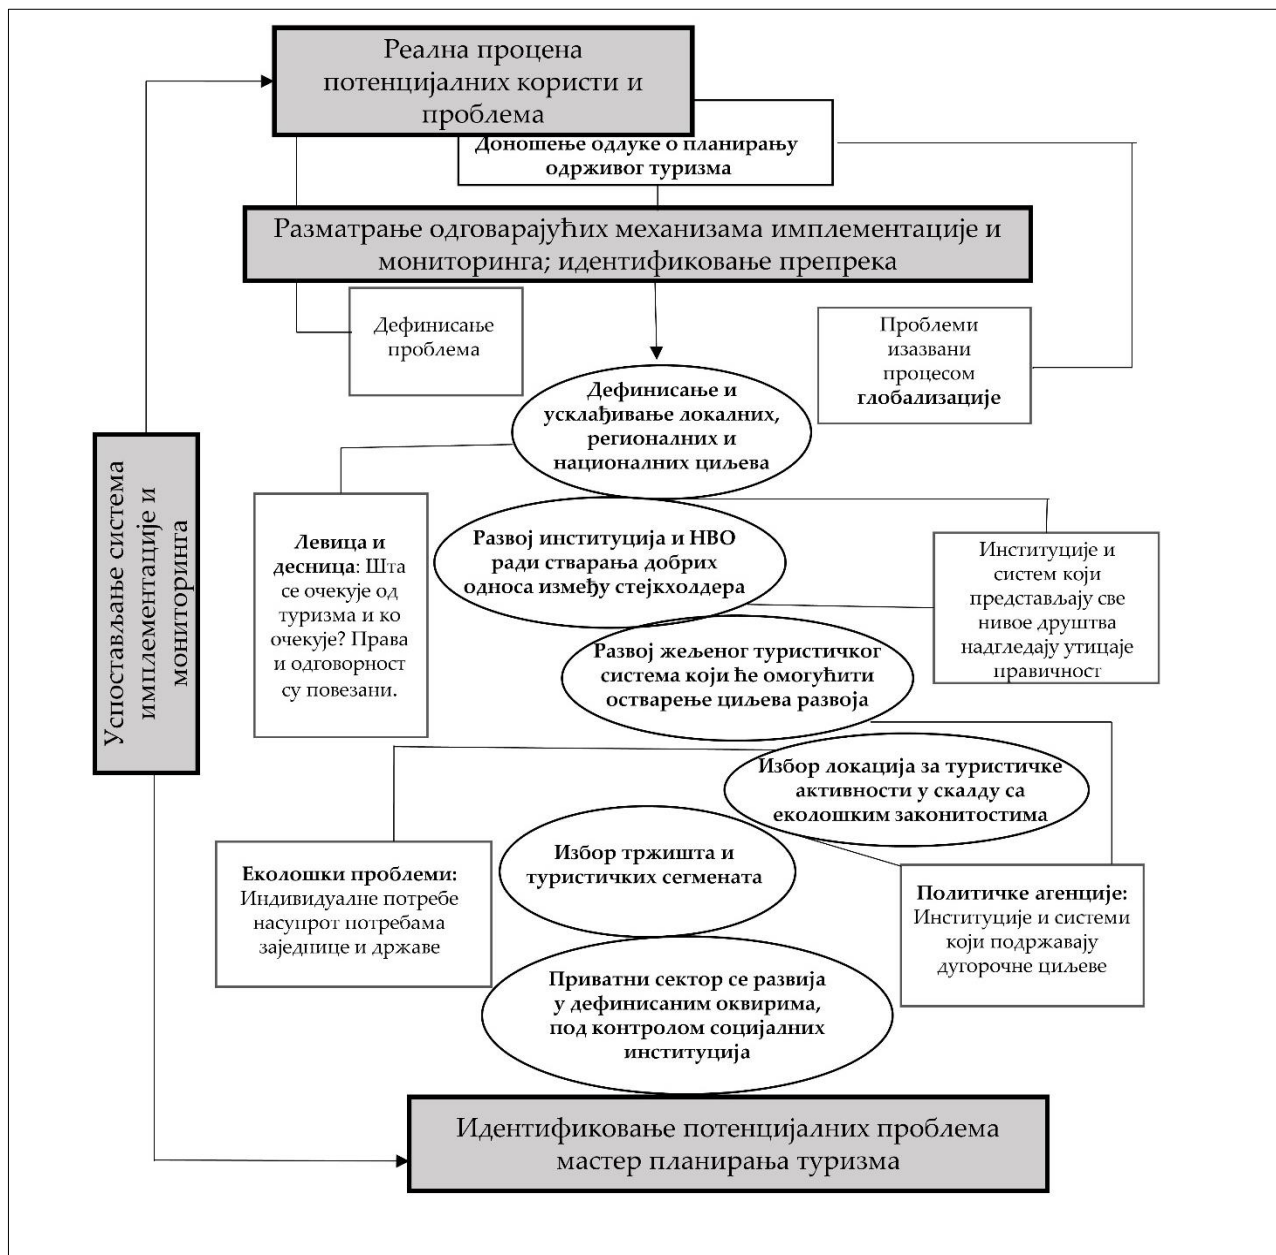 Реална процена
потенцијалних користи и
проблема
Доношење одлуке о планирању
одрживог туризма
Разматрање одговарајућих механизама имплементације и
мониторинга; идентификовање препрека
Дефинисање
проблема
Проблеми
изазвани
процесом
глобализације
Дефинисање и
усклађивање локалних,
регионалних и
националних циљева
Успостављање система
имплементације и
мониторинга
Левица и
десница: Шта
се очекује од
туризма и ко
очекује? Права
и одговорност
су повезани.
Развој институција и НВО
ради стварања добрих
односа између стејкхолдера
Институције и
систем који
представљају све
нивое друштва
надгледају утицаје
правичност
Развој жељеног туристичког
система који ће омогућити
остварење циљева развоја
Избор локација за туристичке
активности у скалду са
еколошким законитостима
Избор тржишта и
туристичких сегмената
Еколошки проблеми:
Индивидуалне потребе
насупрот потребама
заједнице и државе
Политичке агенције:
Институције и системи
који подржавају
дугорочне циљеве
Приватни сектор се развија
у дефинисаним оквирима,
под контролом социјалних
институција
Идентификовање потенцијалних проблема
мастер планирања туризма